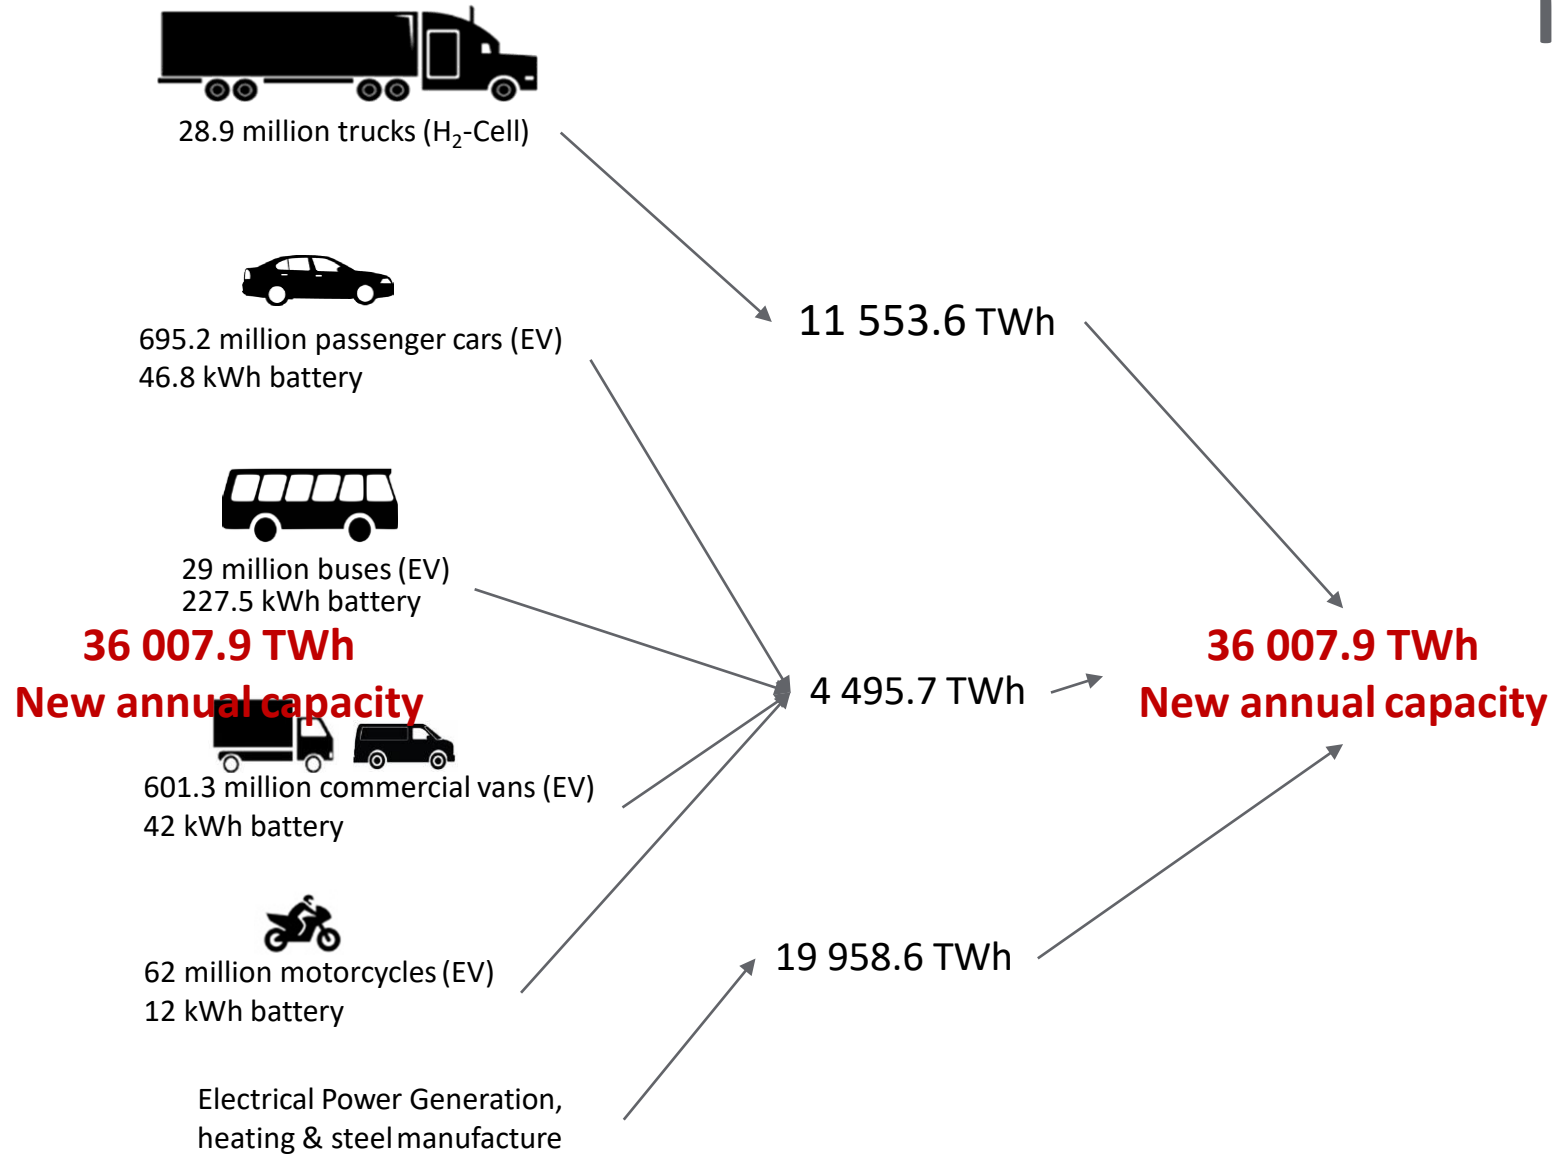 28.9 million trucks (H₂-Cell)
11 553.6 TWh
695.2 million passenger cars (EV)
46.8 kWh battery
29 million buses (EV)
227.5 kWh battery
36 007.9 TWh
New annual capacity
4 495.7 TWh
36 007.9 TWh
New annual capacity
601.3 million commercial vans (EV)
42 kWh battery
62 million motorcycles (EV)
12 kWh battery
19 958.6 TWh
Electrical Power Generation,
heating & steel manufacture